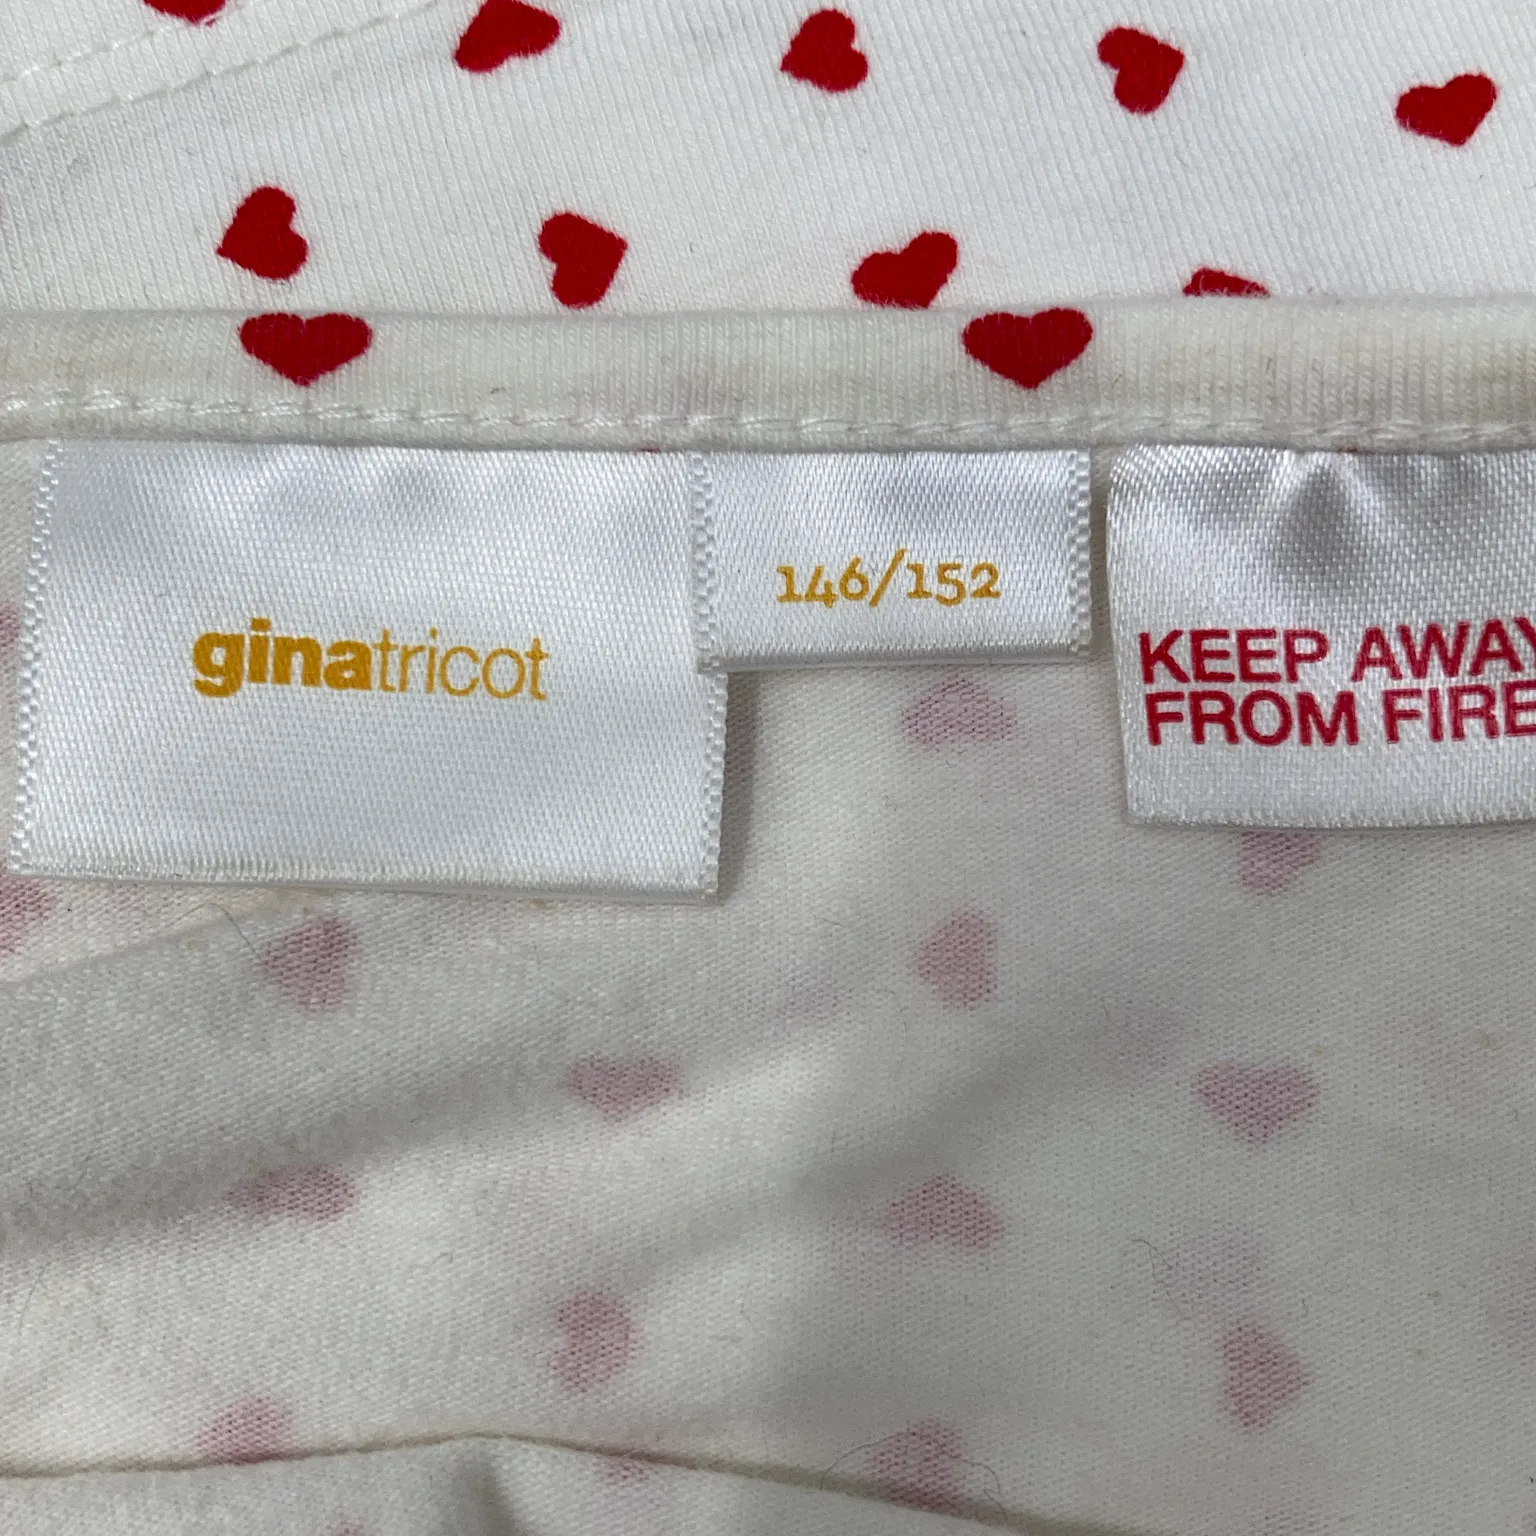 ginatricot
146/152
KEEP AWAY
FROM FIRE